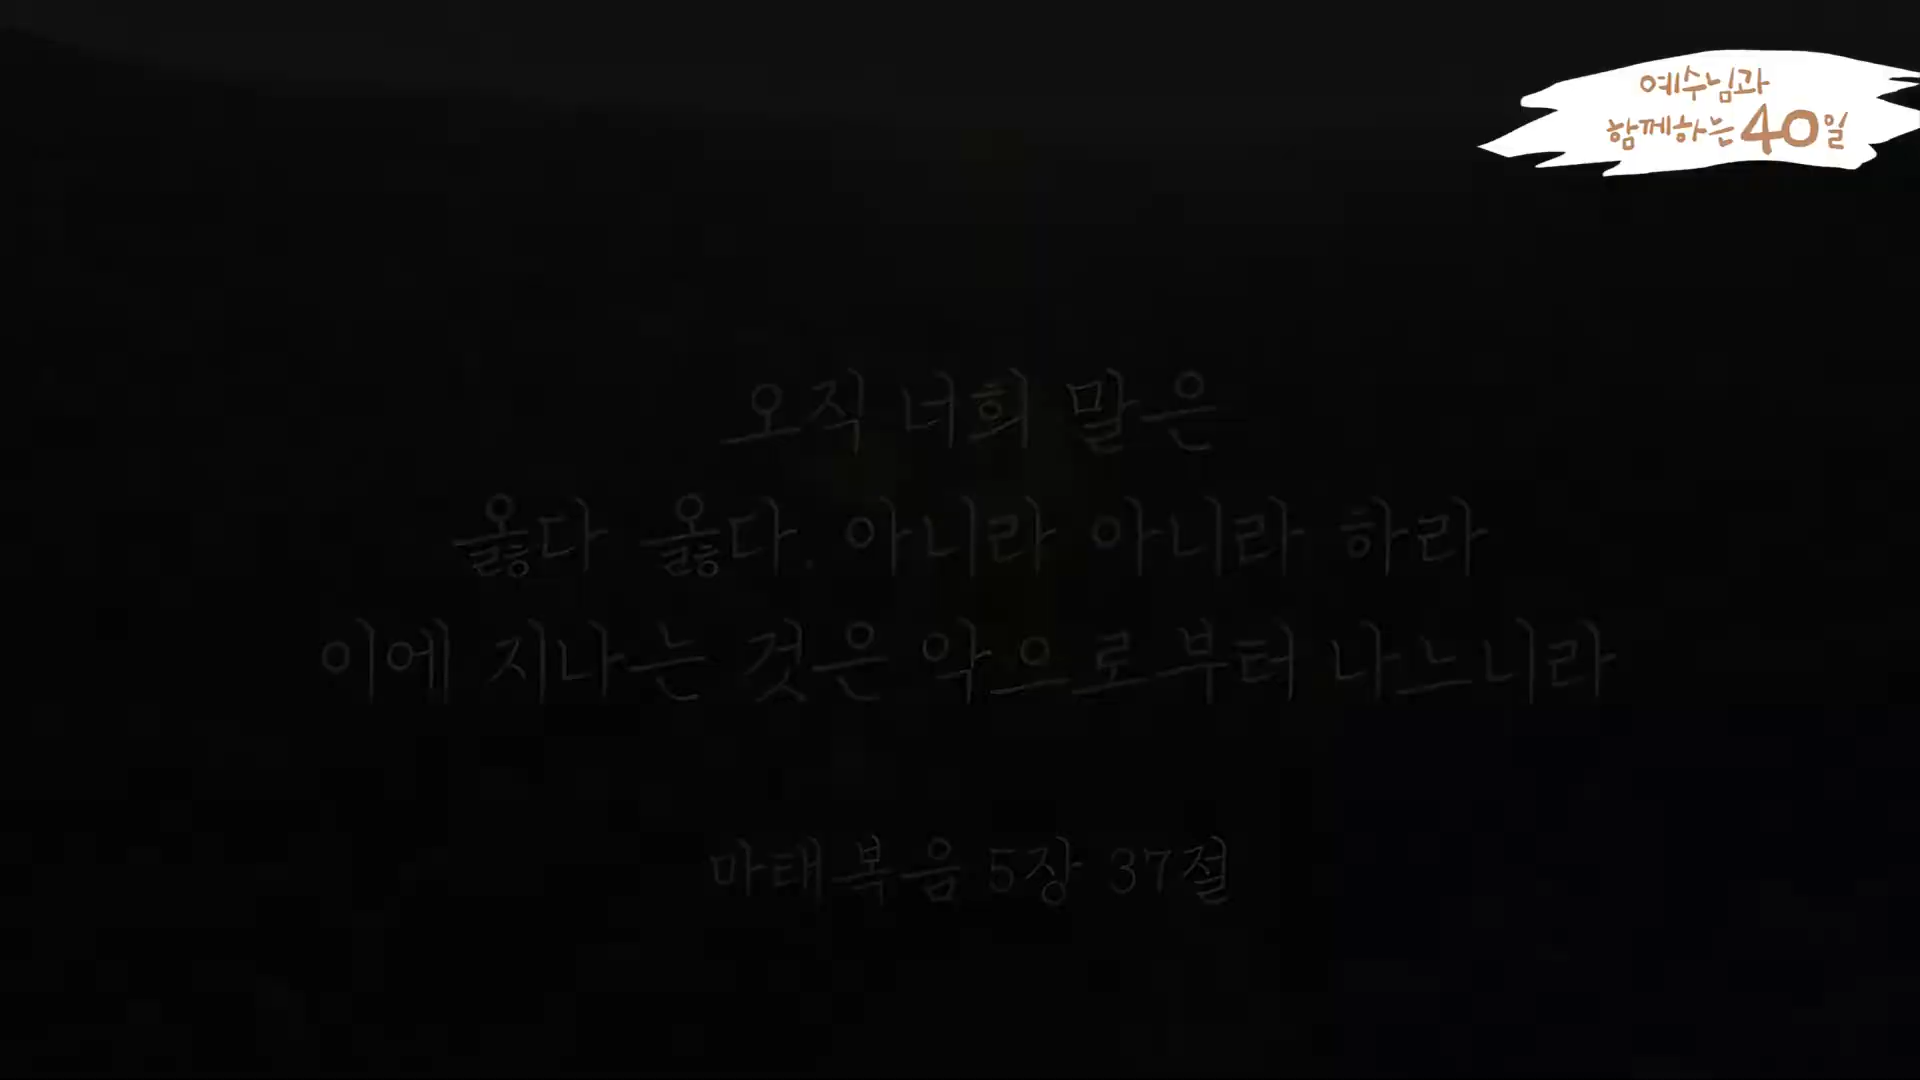 예수님과
함께하는 40일
오직 너희 말은
옳다 옳다, 아니라 아니라 하라
이에 지나는 것은 악으로부터 나느니라
마태복음 5장 37절